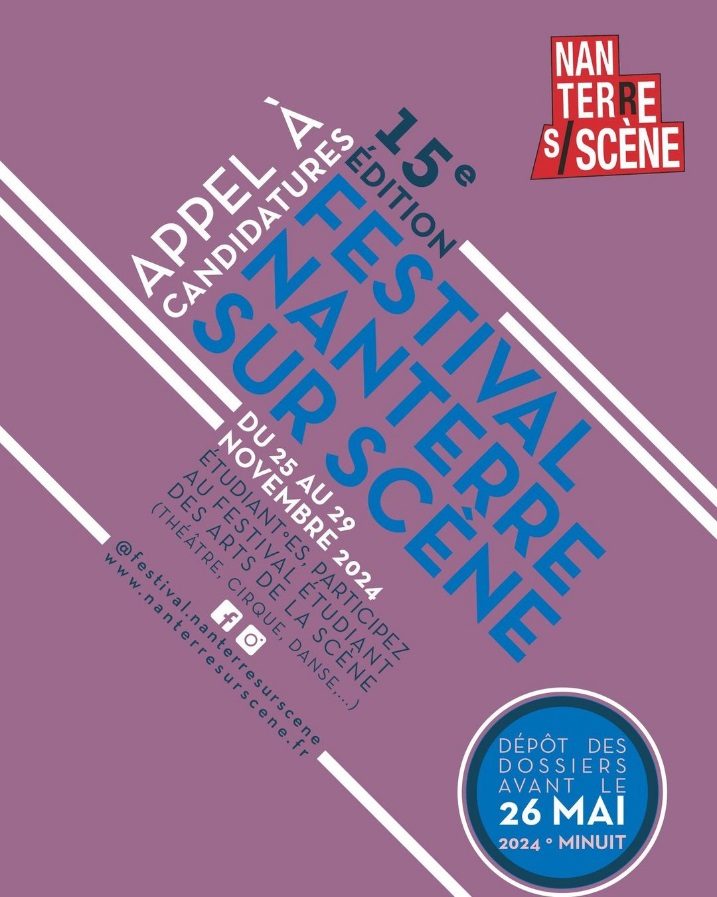 NAN
TERRE
S/SCÈNE
APPEL À
CANDIDATURES
15e
ÉDITION
FESTIVAL
NANTERRE
SUR SCÈNE
DU 25 AU 29
NOVEMBRE 2024
ÉTUDIANT°ES, PARTICIPEZ
AU FESTIVAL ÉTUDIANT
DES ARTS DE LA SCÈNE
(THÉÂTRE, CIRQUE, DANSE,...)
@festival.nanterresurscene
www.nanterresurscene.fr
DÉPÔT DES
DOSSIERS
AVANT LE
26 MAI
2024 ° MINUIT